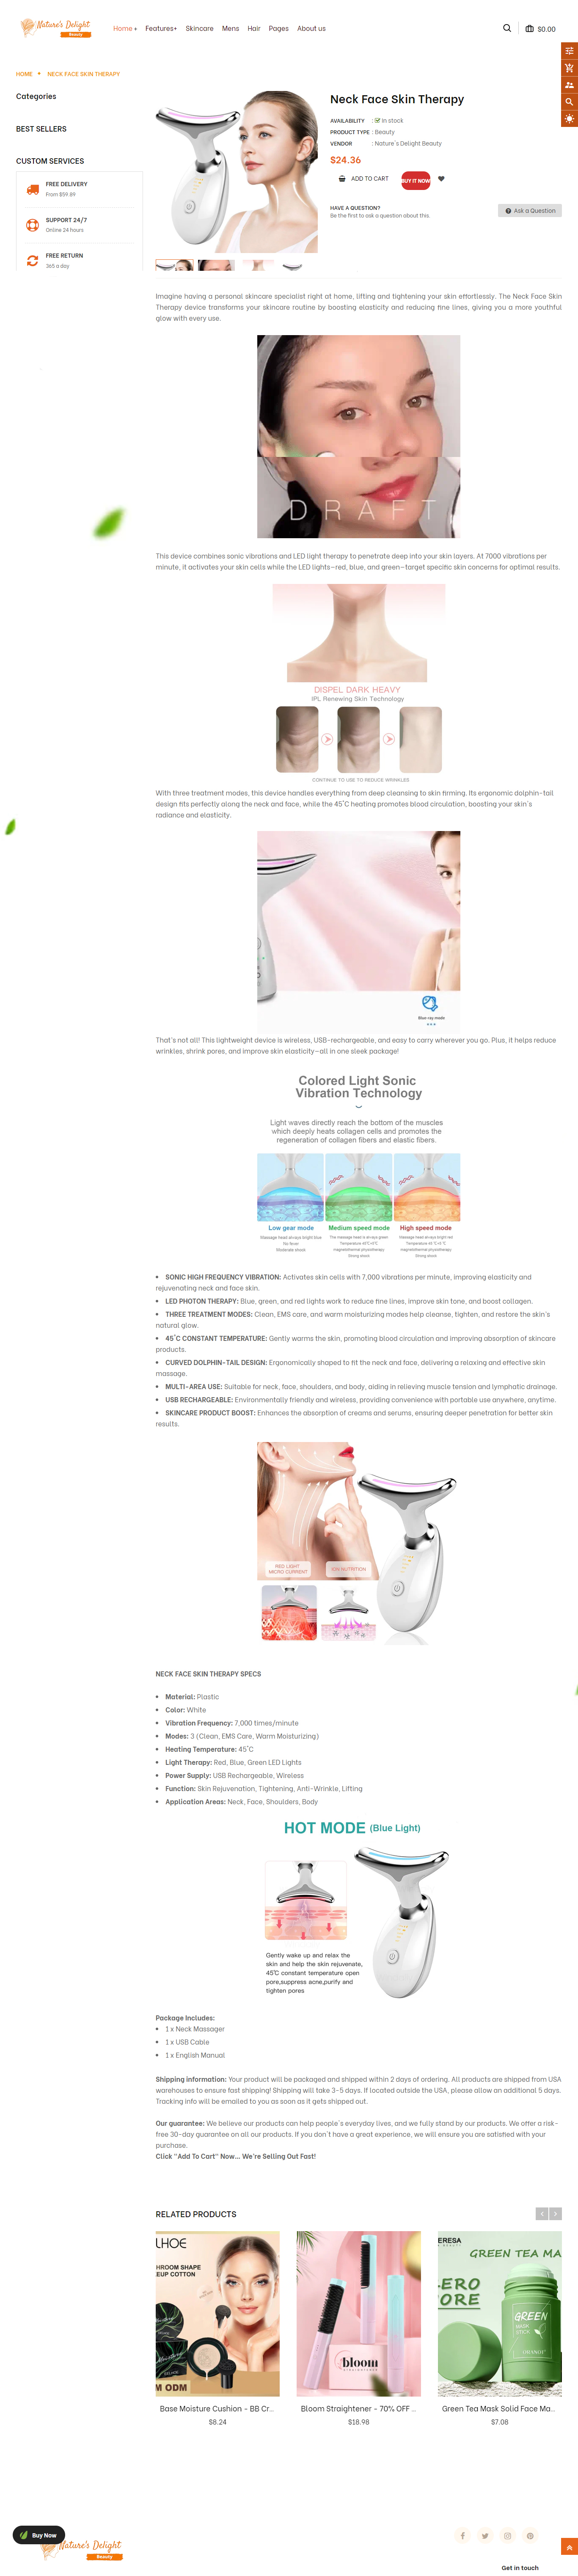 Nature's Delight
Beauty
Home +
Features+
Skincare
Mens
Hair
Pages
About us
$0.00
HOME
NECK FACE SKIN THERAPY
Categories
BEST SELLERS
CUSTOM SERVICES
FREE DELIVERY
From $59.89
SUPPORT 24/7
Online 24 hours
FREE RETURN
365 a day
Neck Face Skin Therapy
AVAILABILITY : In stock
PRODUCT TYPE : Beauty
VENDOR : Nature's Delight Beauty
$24.36
ADD TO CART
BUY IT NOW
HAVE A QUESTION?
Be the first to ask a question about this.
Ask a Question
Imagine having a personal skincare specialist right at home, lifting and tightening your skin effortlessly. The Neck Face Skin
Therapy device transforms your skincare routine by boosting elasticity and reducing fine lines, giving you a more youthful
glow with every use.
DRAFT
This device combines sonic vibrations and LED light therapy to penetrate deep into your skin layers. At 7000 vibrations per
minute, it activates your skin cells while the LED lights—red, blue, and green—target specific skin concerns for optimal results.
DISPEL DARK HEAVY
IPL Renewing Skin Technology
CONTINUE TO USE TO REDUCE WRINKLES
With three treatment modes, this device handles everything from deep cleansing to skin firming. Its ergonomic dolphin-tail
design fits perfectly along the neck and face, while the 45°C heating promotes blood circulation, boosting your skin's
radiance and elasticity.
Blue-ray mode
That's not all! This lightweight device is wireless, USB-rechargeable, and easy to carry wherever you go. Plus, it helps reduce
wrinkles, shrink pores, and improve skin elasticity—all in one sleek package!
Colored Light Sonic
Vibration Technology
Light waves directly reach the bottom of the muscles
which deeply heats collagen cells and promotes the
regeneration of collagen fibers and elastic fibers.
Low gear mode
Medium speed mode
High speed mode
Massage head always bright blue
No fever
Moderate shock
The massage head is always green
Temperature 45℃±3℃
magnetothermal physiotherapy
Strong shock
The massage head always bright red
Temperature 45 ℃ ±3 ℃
magnetothermal physiotherapy
Strong shock
• SONIC HIGH FREQUENCY VIBRATION: Activates skin cells with 7,000 vibrations per minute, improving elasticity and
rejuvenating neck and face skin.
• LED PHOTON THERAPY: Blue, green, and red lights work to reduce fine lines, improve skin tone, and boost collagen.
• THREE TREATMENT MODES: Clean, EMS care, and warm moisturizing modes help cleanse, tighten, and restore the skin's
natural glow.
• 45°C CONSTANT TEMPERATURE: Gently warms the skin, promoting blood circulation and improving absorption of skincare
products.
• CURVED DOLPHIN-TAIL DESIGN: Ergonomically shaped to fit the neck and face, delivering a relaxing and effective skin
massage.
• MULTI-AREA USE: Suitable for neck, face, shoulders, and body, aiding in relieving muscle tension and lymphatic drainage.
• USB RECHARGEABLE: Environmentally friendly and wireless, providing convenience with portable use anywhere, anytime.
• SKINCARE PRODUCT BOOST: Enhances the absorption of creams and serums, ensuring deeper penetration for better skin
results.
RED LIGHT
MICRO CURRENT
ION NUTRITION
NECK FACE SKIN THERAPY SPECS
• Material: Plastic
• Color: White
• Vibration Frequency: 7,000 times/minute
• Modes: 3 (Clean, EMS Care, Warm Moisturizing)
• Heating Temperature: 45°C
• Light Therapy: Red, Blue, Green LED Lights
• Power Supply: USB Rechargeable, Wireless
• Function: Skin Rejuvenation, Tightening, Anti-Wrinkle, Lifting
• Application Areas: Neck, Face, Shoulders, Body
HOT MODE (Blue Light)
Gently wake up and relax the
skin and help the skin rejuvenate,
45℃ constant temperature open
pore,suppress acne,purify and
tighten pores
Package Includes:
• 1 x Neck Massager
• 1 x USB Cable
• 1 x English Manual
Shipping information: Your product will be packaged and shipped within 2 days of ordering. All products are shipped from USA
warehouses to ensure fast shipping! Shipping will take 3-5 days. If located outside the USA, please allow an additional 5 days.
Tracking info will be emailed to you as soon as it gets shipped out.
Our guarantee: We believe our products can help people's everyday lives, and we fully stand by our products. We offer a risk-
free 30-day guarantee on all our products. If you don't have a great experience, we will ensure you are satisfied with your
purchase.
Click "Add To Cart" Now... We're Selling Out Fast!
RELATED PRODUCTS
LHOE
HROOM SHAPE
EUP COTTON
M ODM
bloom
STRAIGHTENER
ERESA
BEAUTY
GREEN TEA MA
ERO
ORE
GREEN
MASK
STICK
Base Moisture Cushion - BB Cr...
$8.24
Bloom Straightener - 70% OFF ...
$18.98
Green Tea Mask Solid Face Ma...
$7.08
Buy Now
Nature's Delight
Beauty
Get in touch